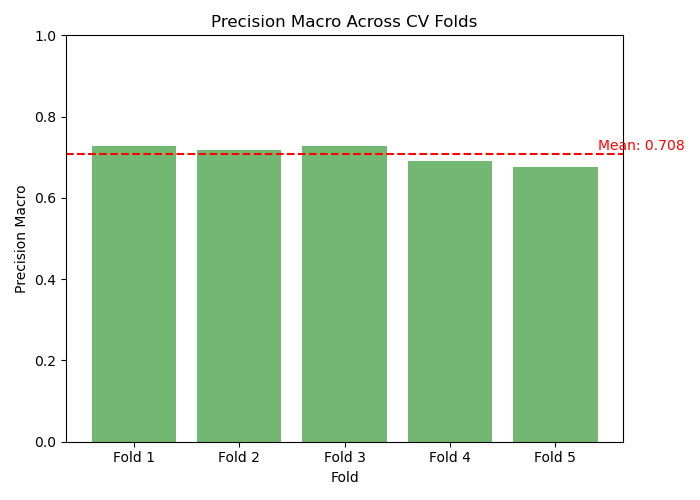 Precision Macro Across CV Folds
1.0
0.8
0.6
0.4
0.2
0.0
Precision Macro
Mean: 0.708
Fold 1
Fold 2
Fold 3
Fold 4
Fold 5
Fold